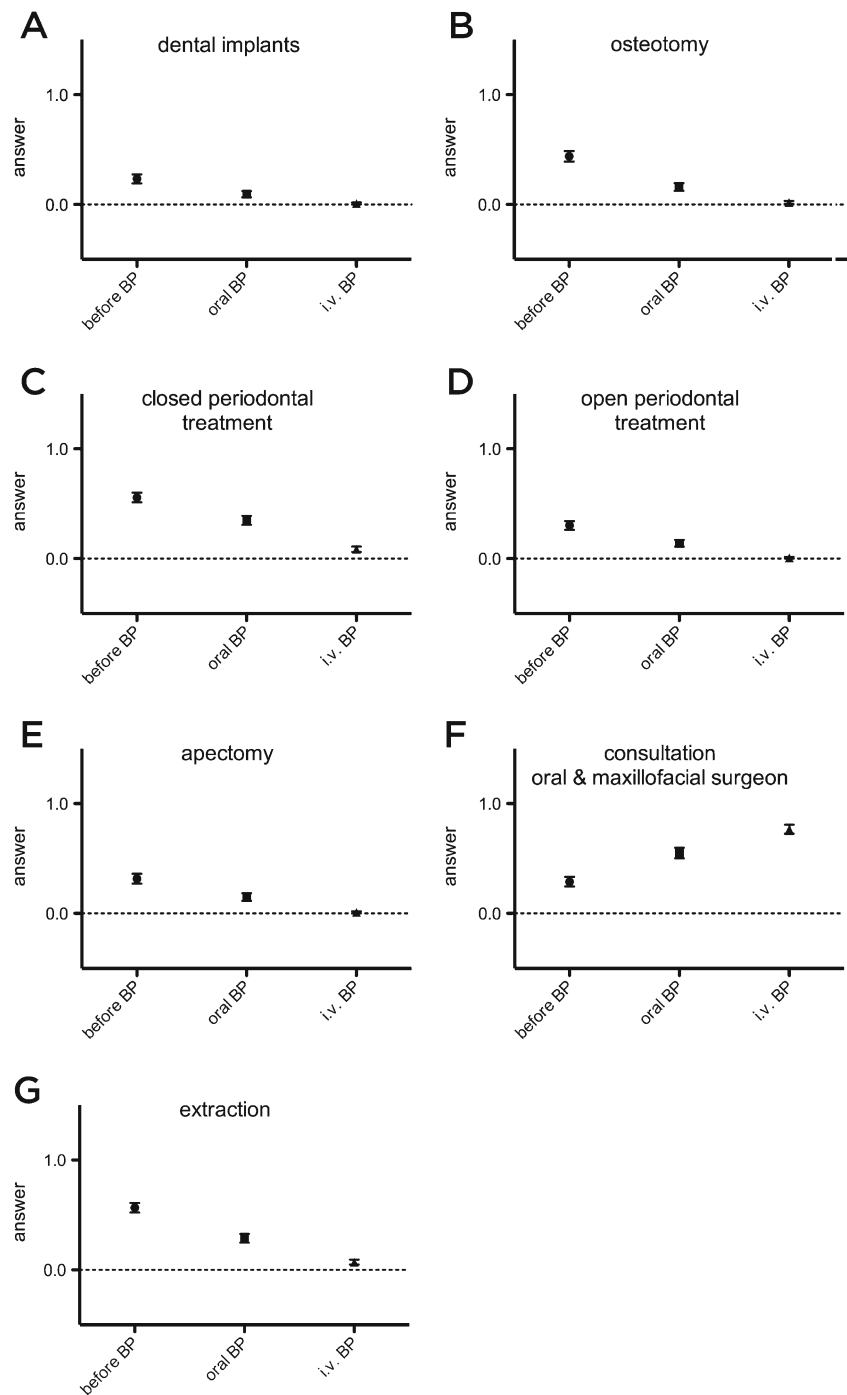 A
dental implants
1.0
answer
0.0
before BP
oral BP
i.v. BP
B
osteotomy
1.0
answer
0.0
before BP
oral BP
i.v. BP
C
closed periodontal
treatment
1.0
answer
0.0
before BP
oral BP
i.v. BP
D
open periodontal
treatment
1.0
answer
0.0
before BP
oral BP
i.v. BP
E
apectomy
1.0
answer
0.0
before BP
oral BP
i.v. BP
F
consultation
oral & maxillofacial surgeon
1.0
answer
0.0
before BP
oral BP
i.v. BP
G
extraction
1.0
answer
0.0
before BP
oral BP
i.v. BP